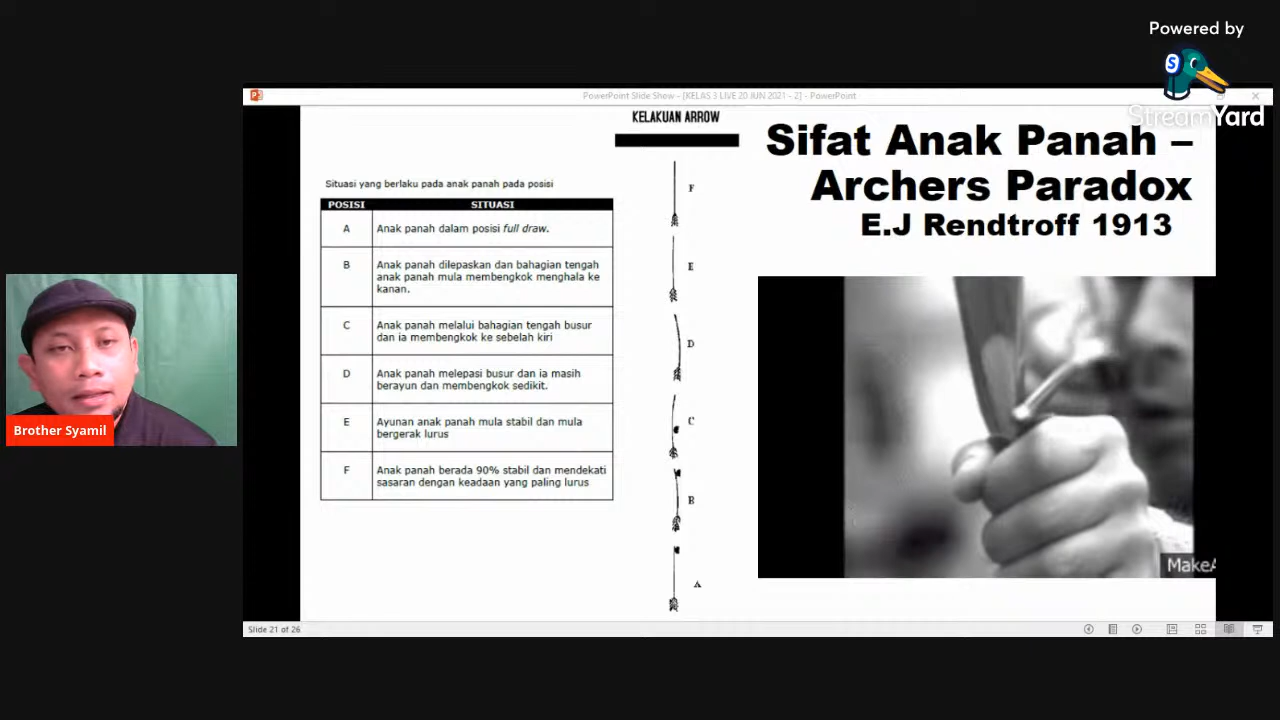 Powered by
StreamYard
PowerPoint Slide Show - [KELAS 3 LIVE 20 JUN 2021 - 2] - PowerPoint
KELAKUAN ARROW
Sifat Anak Panah –
Archers Paradox
E.J Rendtroff 1913
Situasi yang berlaku pada anak panah pada posisi
POSISI SITUASI
A Anak panah dalam posisi full draw.
B Anak panah dilepaskan dan bahagian tengah
anak panah mula membengkok menghala ke
kanan.
C Anak panah melalui bahagian tengah busur
dan ia membengkok ke sebelah kiri
D Anak panah melepasi busur dan ia masih
berayun dan membengkok sedikit.
E Ayunan anak panah mula stabil dan mula
bergerak lurus
F Anak panah berada 90% stabil dan mendekati
sasaran dengan keadaan yang paling lurus
F
E
D
C
B
A
MakeA
Brother Syamil
Slide 21 of 26